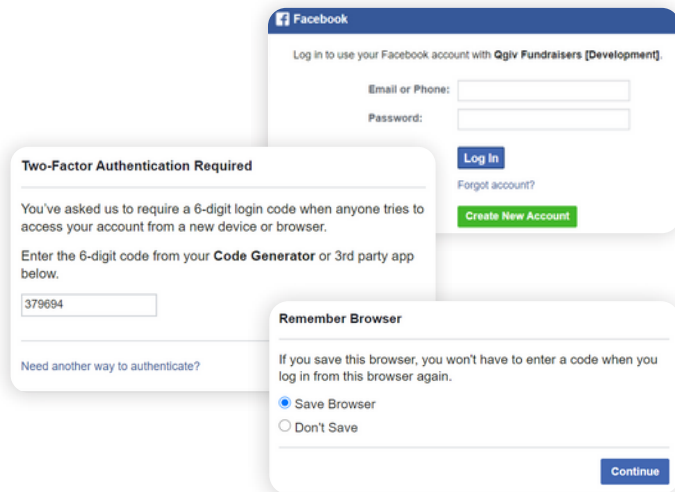 Facebook
Log in to use your Facebook account with Qgiv Fundraisers [Development].
Email or Phone:
Password:
Log In
Forgot account?
Create New Account
Two-Factor Authentication Required
You've asked us to require a 6-digit login code when anyone tries to
access your account from a new device or browser.
Enter the 6-digit code from your Code Generator or 3rd party app
below.
379694
Need another way to authenticate?
Remember Browser
If you save this browser, you won't have to enter a code when you
log in from this browser again.
Save Browser
Don't Save
Continue